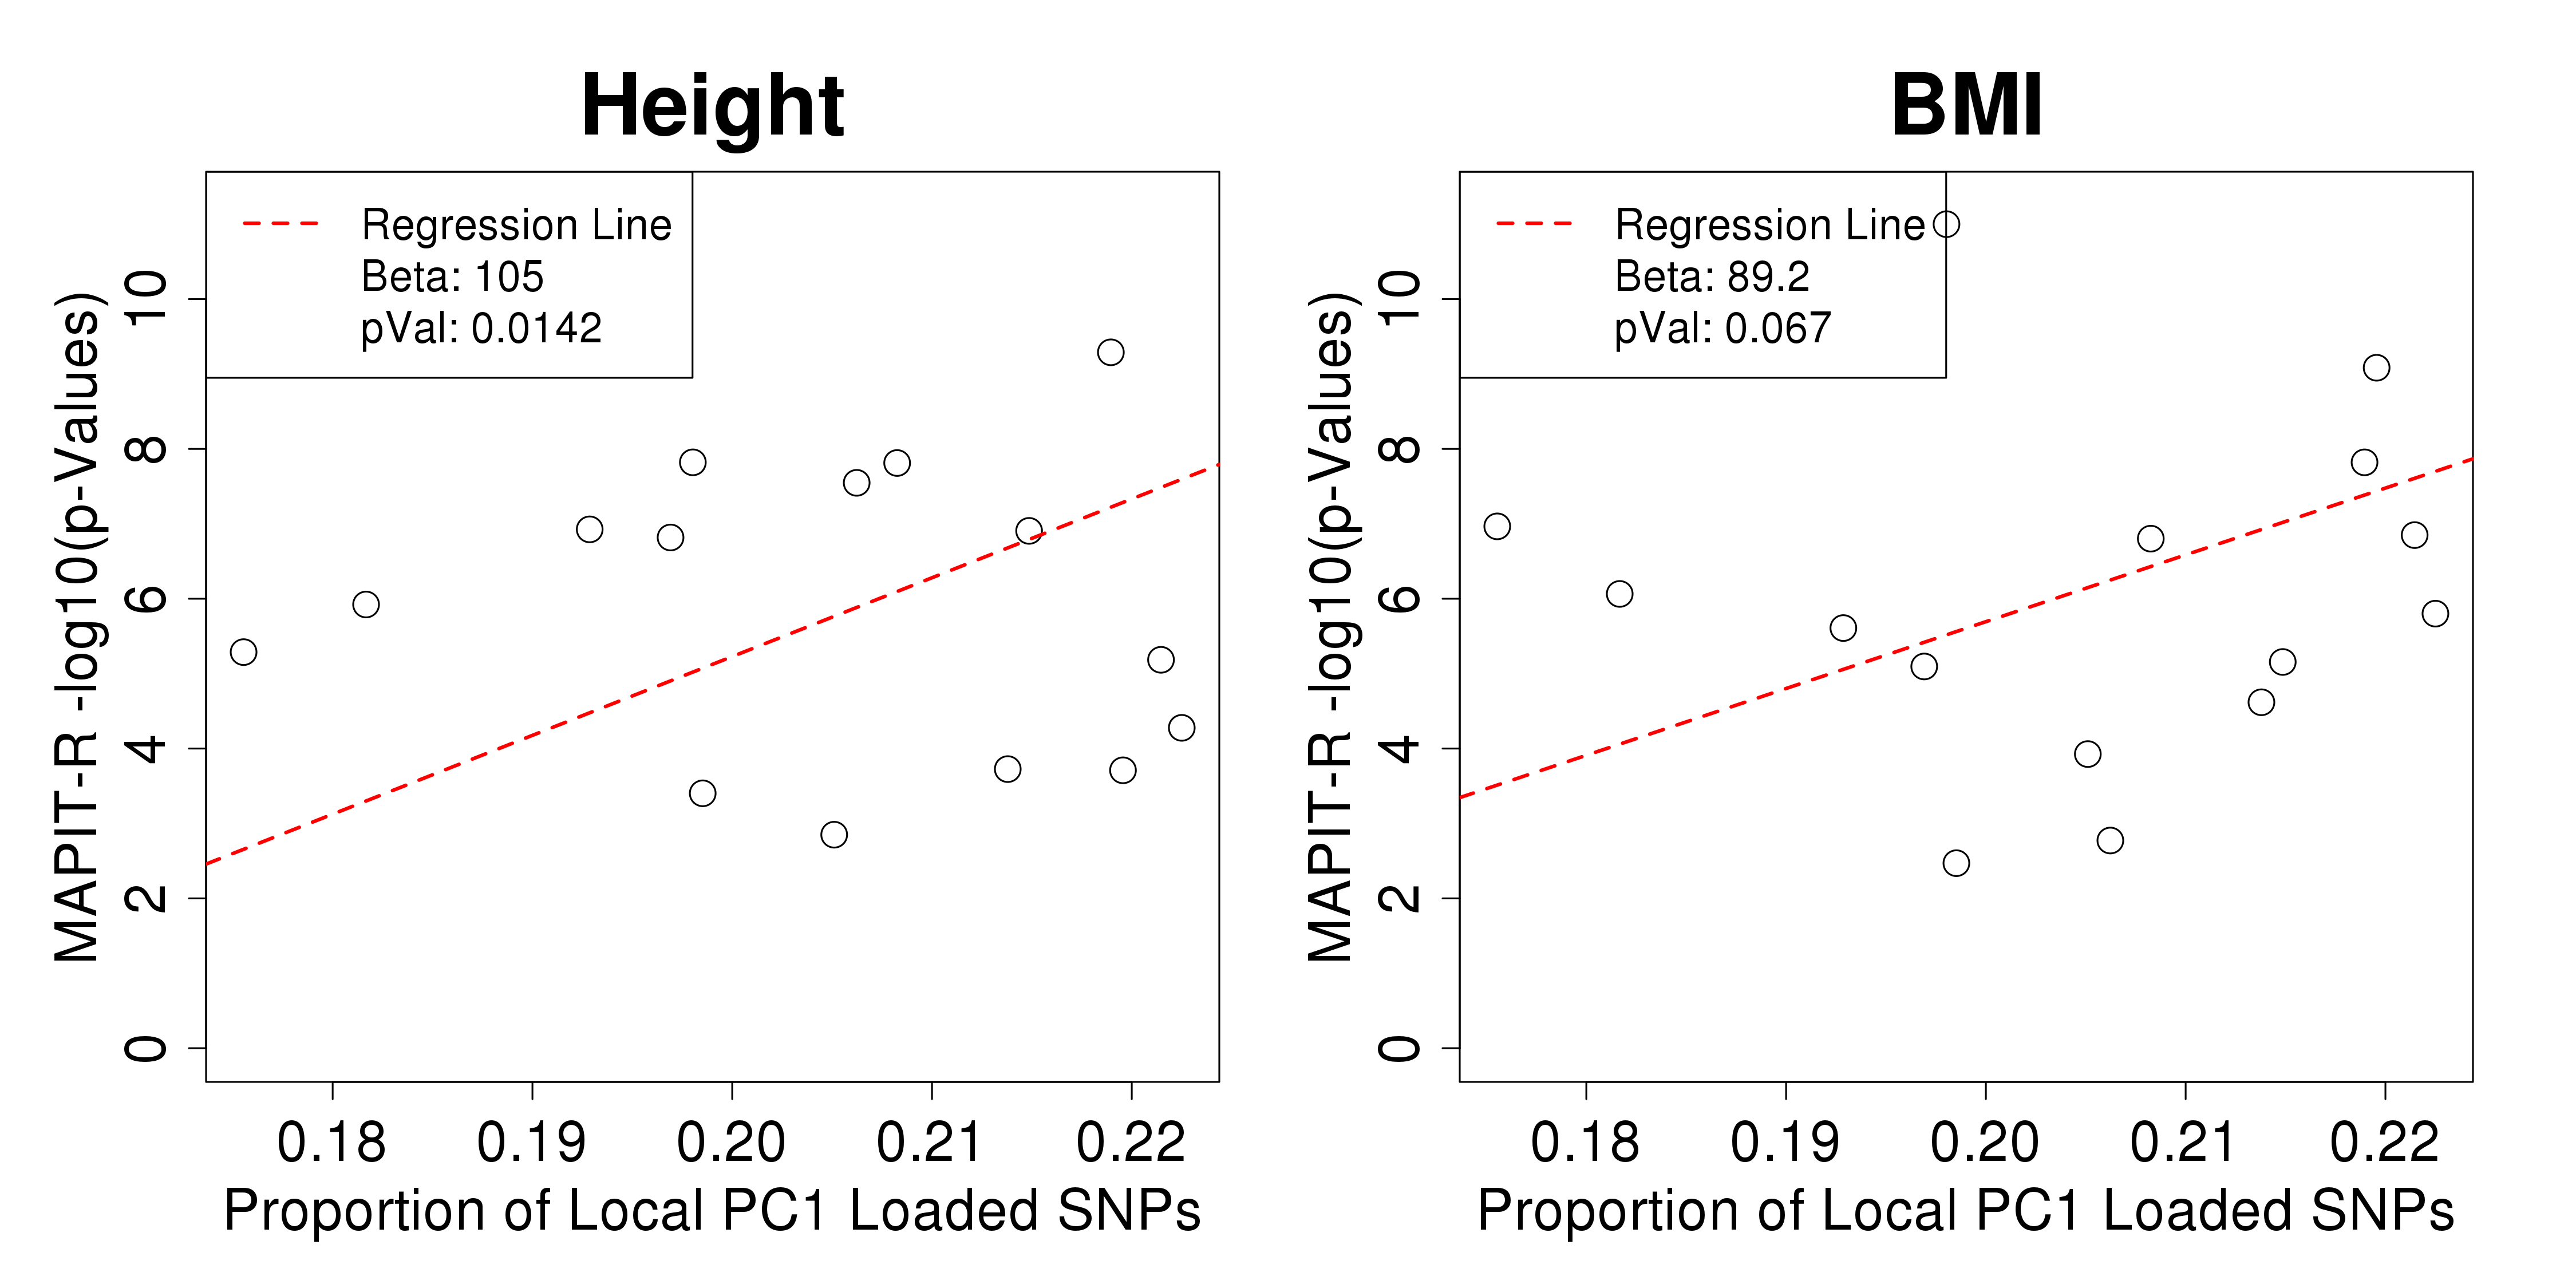 Height
Regression Line
Beta: 105
pVal: 0.0142
MAPIT-R -log10(p-Values)
10
8
6
4
2
0
0.18 0.19 0.20 0.21 0.22
Proportion of Local PC1 Loaded SNPs
BMI
Regression Line
Beta: 89.2
pVal: 0.067
MAPIT-R -log10(p-Values)
10
8
6
4
2
0
0.18 0.19 0.20 0.21 0.22
Proportion of Local PC1 Loaded SNPs